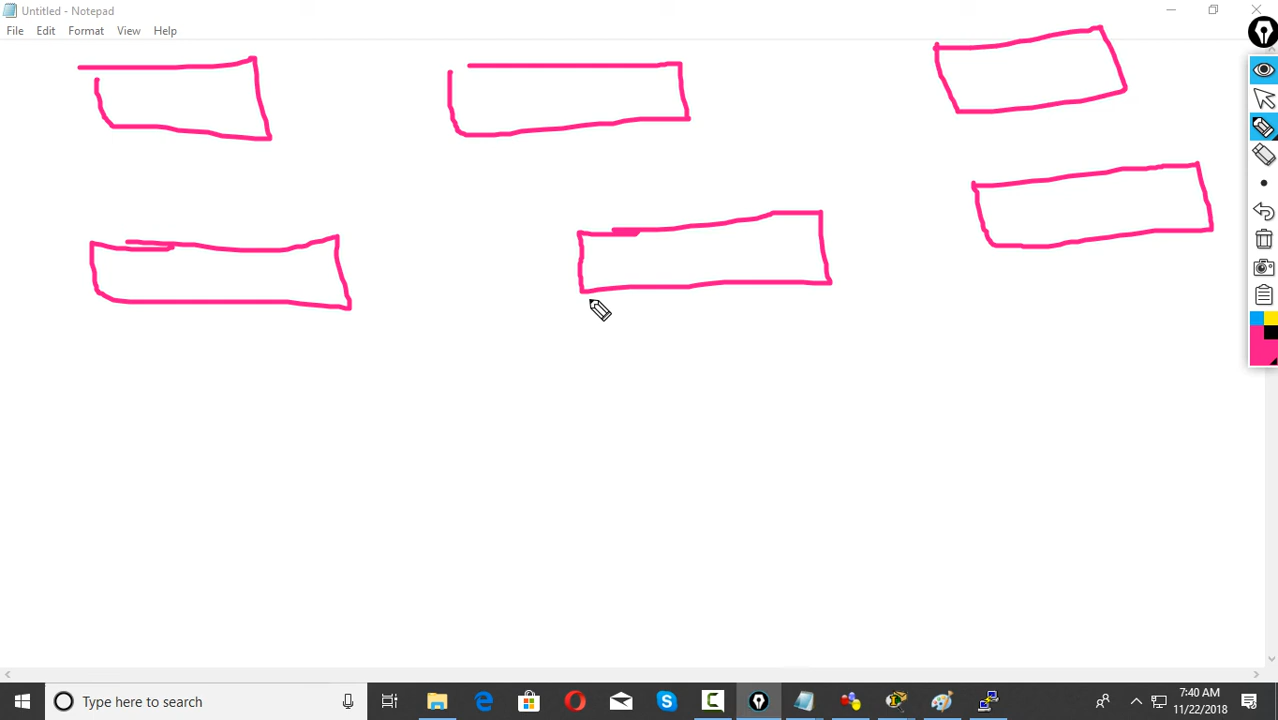 Untitled - Notepad
File Edit Format View Help
Type here to search
7:40 AM
11/22/2018